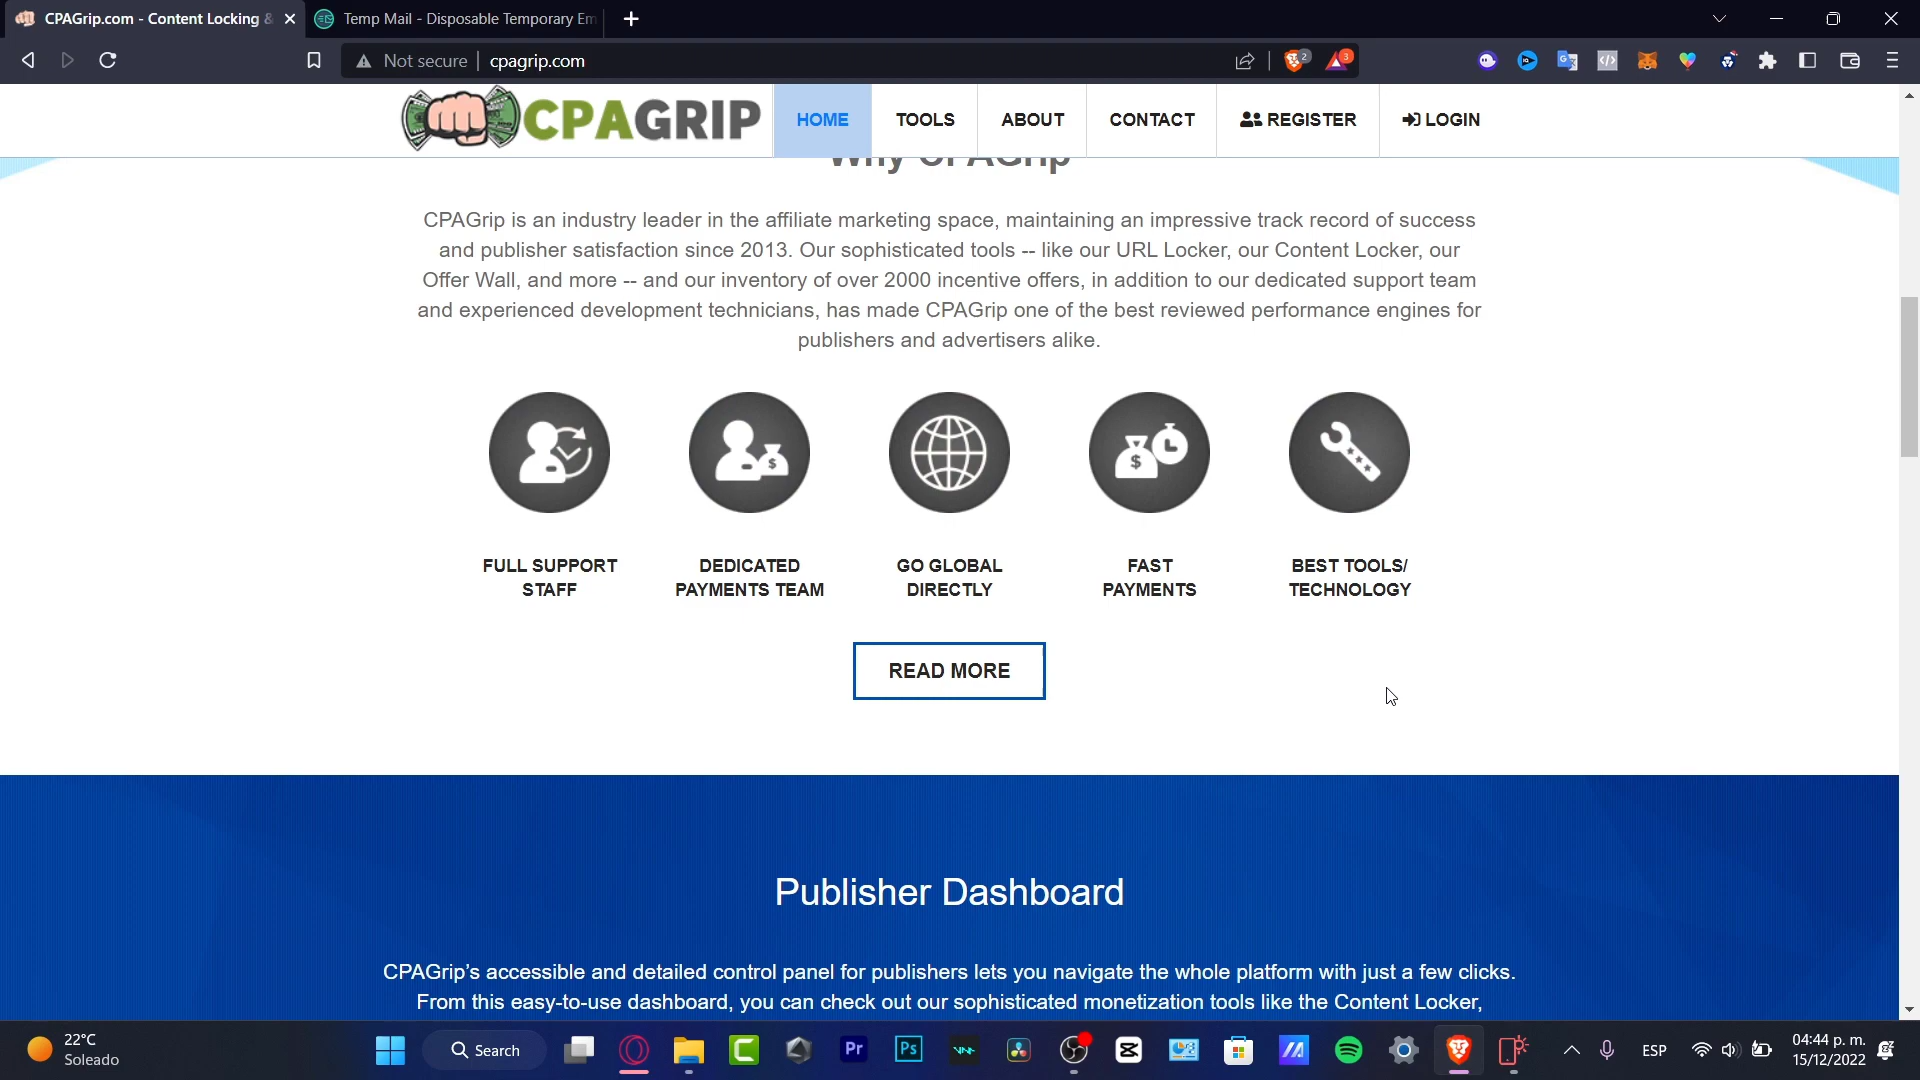 CPAGrip.com - Content Locking &
Temp Mail - Disposable Temporary Em
Not secure
cpagrip.com
2
3
CPAGRIP
HOME
TOOLS
ABOUT
CONTACT
REGISTER
LOGIN
Why CPAGrip
CPAGrip is an industry leader in the affiliate marketing space, maintaining an impressive track record of success
and publisher satisfaction since 2013. Our sophisticated tools -- like our URL Locker, our Content Locker, our
Offer Wall, and more -- and our inventory of over 2000 incentive offers, in addition to our dedicated support team
and experienced development technicians, has made CPAGrip one of the best reviewed performance engines for
publishers and advertisers alike.
FULL SUPPORT
STAFF
DEDICATED
PAYMENTS TEAM
GO GLOBAL
DIRECTLY
FAST
PAYMENTS
BEST TOOLS/
TECHNOLOGY
READ MORE
Publisher Dashboard
CPAGrip's accessible and detailed control panel for publishers lets you navigate the whole platform with just a few clicks.
From this easy-to-use dashboard, you can check out our sophisticated monetization tools like the Content Locker,
22°C
Soleado
Search
Pr
Ps
ESP
04:44 p. m.
15/12/2022